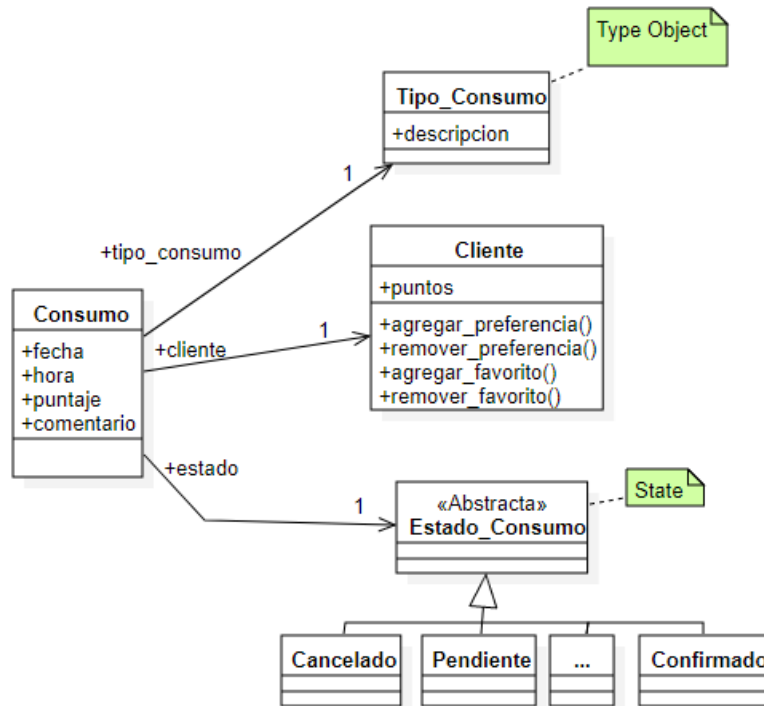 Type Object
Tipo_Consumo
+descripcion
1
+tipo_consumo
Cliente
+puntos
+agregar_preferencia()
+remover_preferencia()
+agregar_favorito()
+remover_favorito()
1
+cliente
Consumo
+fecha
+hora
+puntaje
+comentario
+estado
1
«Abstracta»
Estado_Consumo
State
Cancelado
Pendiente
...
Confirmado